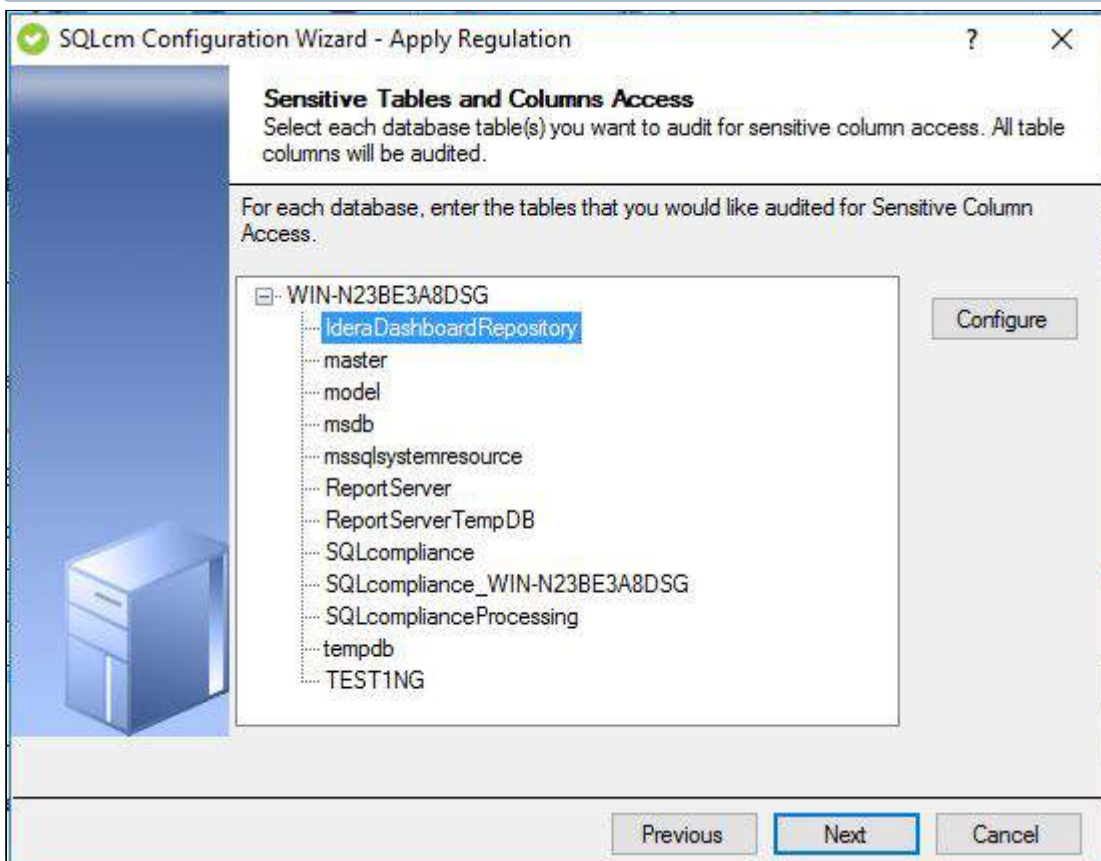 SQLcm Configuration Wizard - Apply Regulation
?
Sensitive Tables and Columns Access
Select each database table(s) you want to audit for sensitive column access. All table
columns will be audited.
For each database, enter the tables that you would like audited for Sensitive Column
Access.
WIN-N23BE3A8DSG
IderaDashboardRepository
master
model
msdb
mssqlsystemresource
ReportServer
ReportServerTempDB
SQLcompliance
SQLcompliance_WIN-N23BE3A8DSG
SQLcomplianceProcessing
tempdb
TEST1NG
Configure
Previous
Next
Cancel